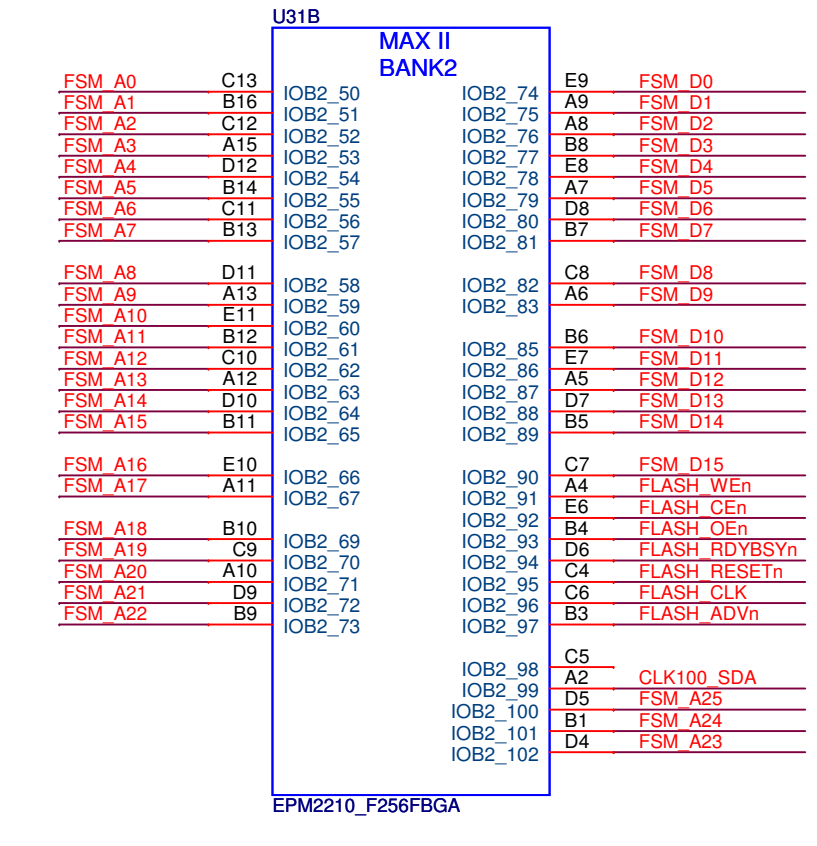 U31B
MAX II
BANK2
FSM_A0 C13 IOB2_50 IOB2_74 E9 FSM_D0
FSM_A1 B16 IOB2_51 IOB2_75 A9 FSM_D1
FSM_A2 C12 IOB2_52 IOB2_76 A8 FSM_D2
FSM_A3 A15 IOB2_53 IOB2_77 B8 FSM_D3
FSM_A4 D12 IOB2_54 IOB2_78 E8 FSM_D4
FSM_A5 B14 IOB2_55 IOB2_79 A7 FSM_D5
FSM_A6 C11 IOB2_56 IOB2_80 D8 FSM_D6
FSM_A7 B13 IOB2_57 IOB2_81 B7 FSM_D7
FSM_A8 D11 IOB2_58 IOB2_82 C8 FSM_D8
FSM_A9 A13 IOB2_59 IOB2_83 A6 FSM_D9
FSM_A10 E11 IOB2_60
FSM_A11 B12 IOB2_61 IOB2_85 B6 FSM_D10
FSM_A12 C10 IOB2_62 IOB2_86 E7 FSM_D11
FSM_A13 A12 IOB2_63 IOB2_87 A5 FSM_D12
FSM_A14 D10 IOB2_64 IOB2_88 D7 FSM_D13
FSM_A15 B11 IOB2_65 IOB2_89 B5 FSM_D14
FSM_A16 E10 IOB2_66 IOB2_90 C7 FSM_D15
FSM_A17 A11 IOB2_67 IOB2_91 A4 FLASH_WEn
IOB2_92 E6 FLASH_CEn
FSM_A18 B10 IOB2_69 IOB2_93 B4 FLASH_OEn
FSM_A19 C9 IOB2_70 IOB2_94 D6 FLASH_RDYBSYn
FSM_A20 A10 IOB2_71 IOB2_95 C4 FLASH_RESETn
FSM_A21 D9 IOB2_72 IOB2_96 C6 FLASH_CLK
FSM_A22 B9 IOB2_73 IOB2_97 B3 FLASH_ADVn
IOB2_98 C5
IOB2_99 A2 CLK100_SDA
IOB2_100 D5 FSM_A25
IOB2_101 B1 FSM_A24
IOB2_102 D4 FSM_A23
EPM2210_F256FBGA